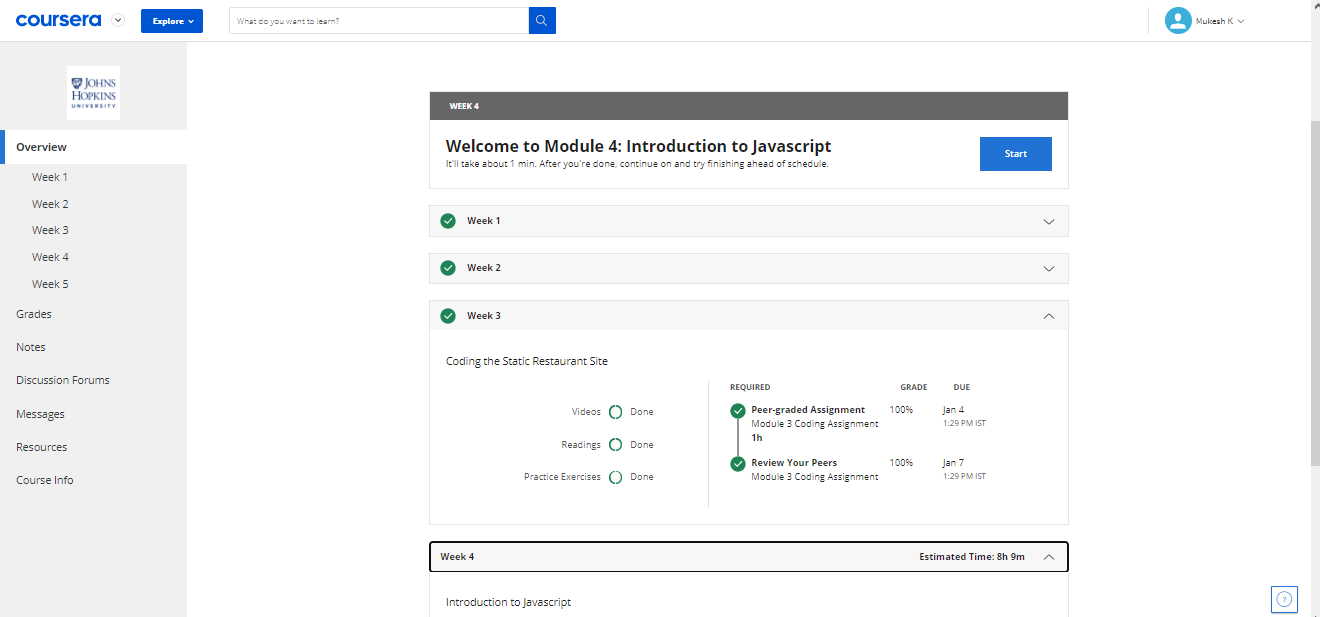 coursera
Explore
What do you want to learn?
Mukesh K
JOHNS
HOPKINS
UNIVERSITY
Overview
Week 1
Week 2
Week 3
Week 4
Week 5
Grades
Notes
Discussion Forums
Messages
Resources
Course Info
WEEK 4
Welcome to Module 4: Introduction to Javascript
It'll take about 1 min. After you're done, continue on and try finishing ahead of schedule.
Start
Week 1
Week 2
Week 3
Coding the Static Restaurant Site
Videos Done
Readings Done
Practice Exercises Done
REQUIRED GRADE DUE
Peer-graded Assignment 100% Jan 4
Module 3 Coding Assignment 1:29 PM IST
1h
Review Your Peers 100% Jan 7
Module 3 Coding Assignment 1:29 PM IST
Week 4 Estimated Time: 8h 9m
Introduction to Javascript
?